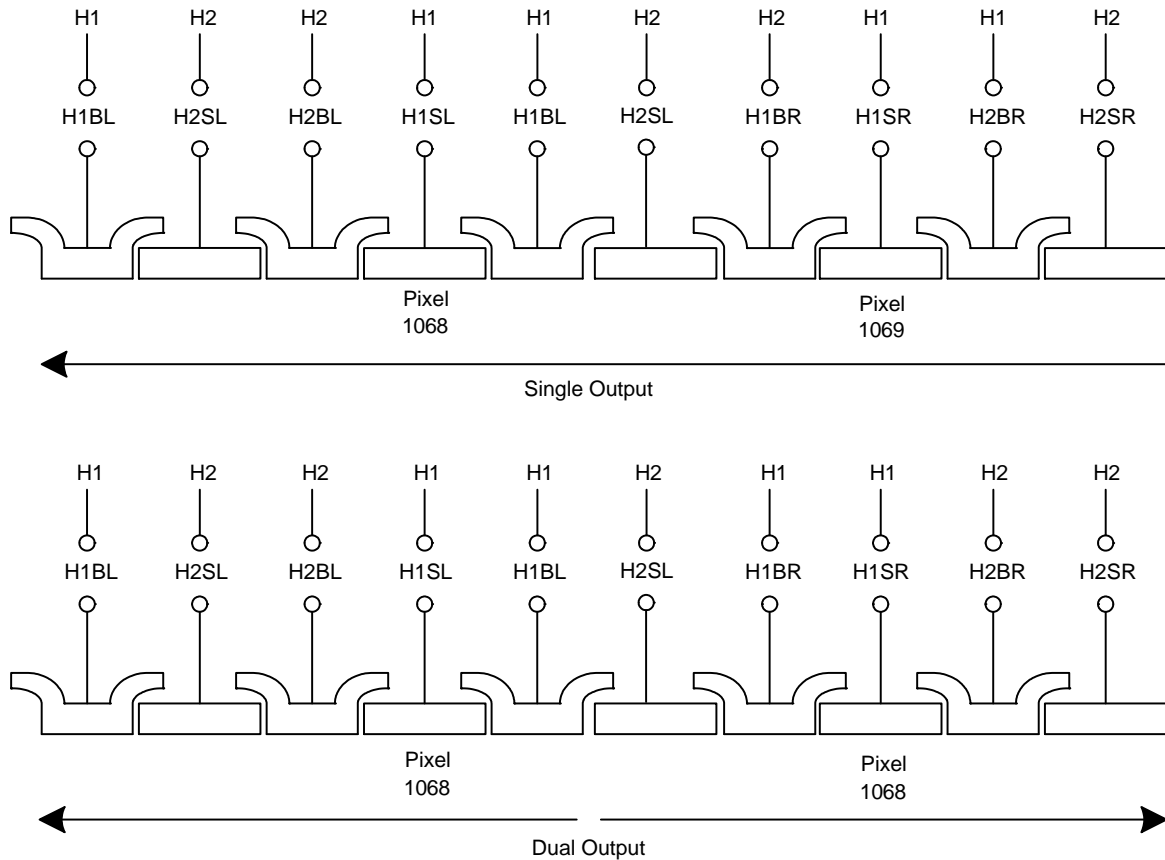 H1 H2 H2 H1 H1 H2 H1 H1 H1 H2
H1BL H2SL H2BL H1SL H1BL H2SL H1BR H1SR H2BR H2SR
Pixel
1068
Pixel
1069
Single Output
H1 H2 H2 H1 H1 H2 H1 H1 H2 H2
H1BL H2SL H2BL H1SL H1BL H2SL H1BR H1SR H2BR H2SR
Pixel
1068
Pixel
1068
Dual Output